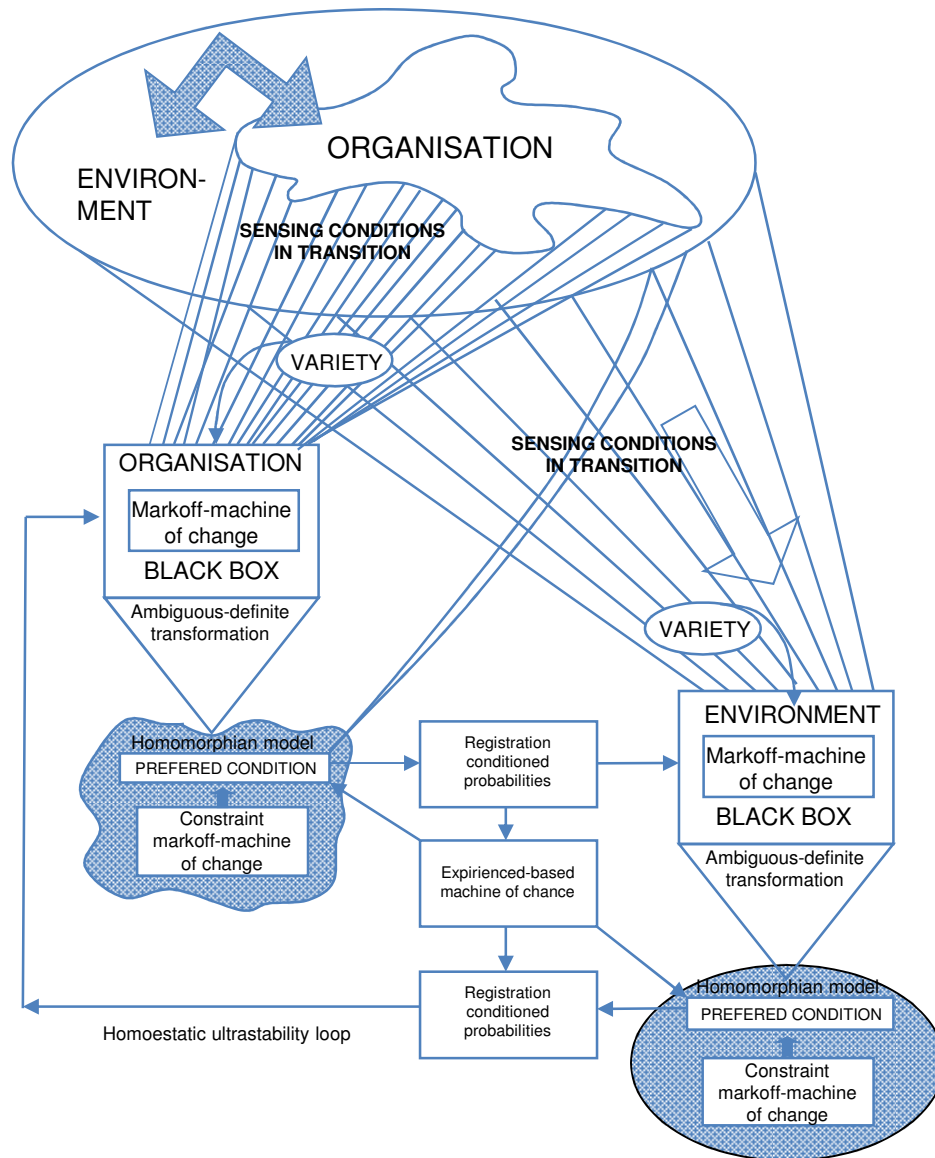 ORGANISATION
ENVIRON-
MENT
SENSING CONDITIONS
IN TRANSITION
VARIETY
SENSING CONDITIONS
IN TRANSITION
ORGANISATION
Markoff-machine
of change
BLACK BOX
Ambiguous-definite
transformation
VARIETY
ENVIRONMENT
Markoff-machine
of change
BLACK BOX
Ambiguous-definite
transformation
Homomorphian model
PREFERED CONDITION
Constraint
markoff-machine
of change
Registration
conditioned
probabilities
Expirienced-based
machine of chance
Registration
conditioned
probabilities
Homoestatic ultrastability loop
Homomorphian model
PREFERED CONDITION
Constraint
markoff-machine
of change